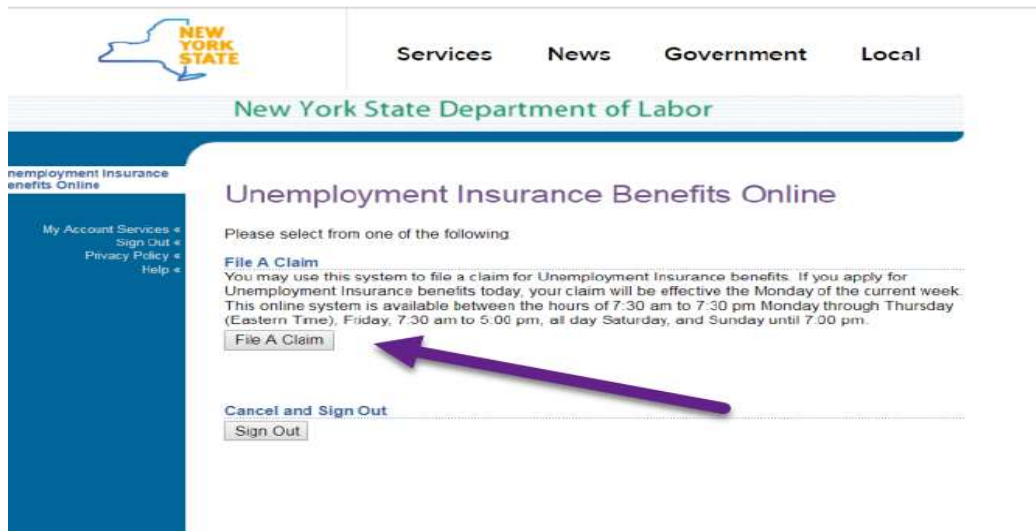 NEW
YORK
STATE
Services News Government Local
New York State Department of Labor
nemployment Insurance
enefits Online
My Account Services «
Sign Out «
Privacy Policy «
Help «
Unemployment Insurance Benefits Online
Please select from one of the following
File A Claim
You may use this system to file a claim for Unemployment Insurance benefits. If you apply for
Unemployment Insurance benefits today, your claim will be effective the Monday of the current week.
This online system is available between the hours of 7:30 am to 7:30 pm Monday through Thursday
(Eastern Time), Friday, 7:30 am to 5:00 pm, all day Saturday, and Sunday until 7:00 pm.
File A Claim
Cancel and Sign Out
Sign Out